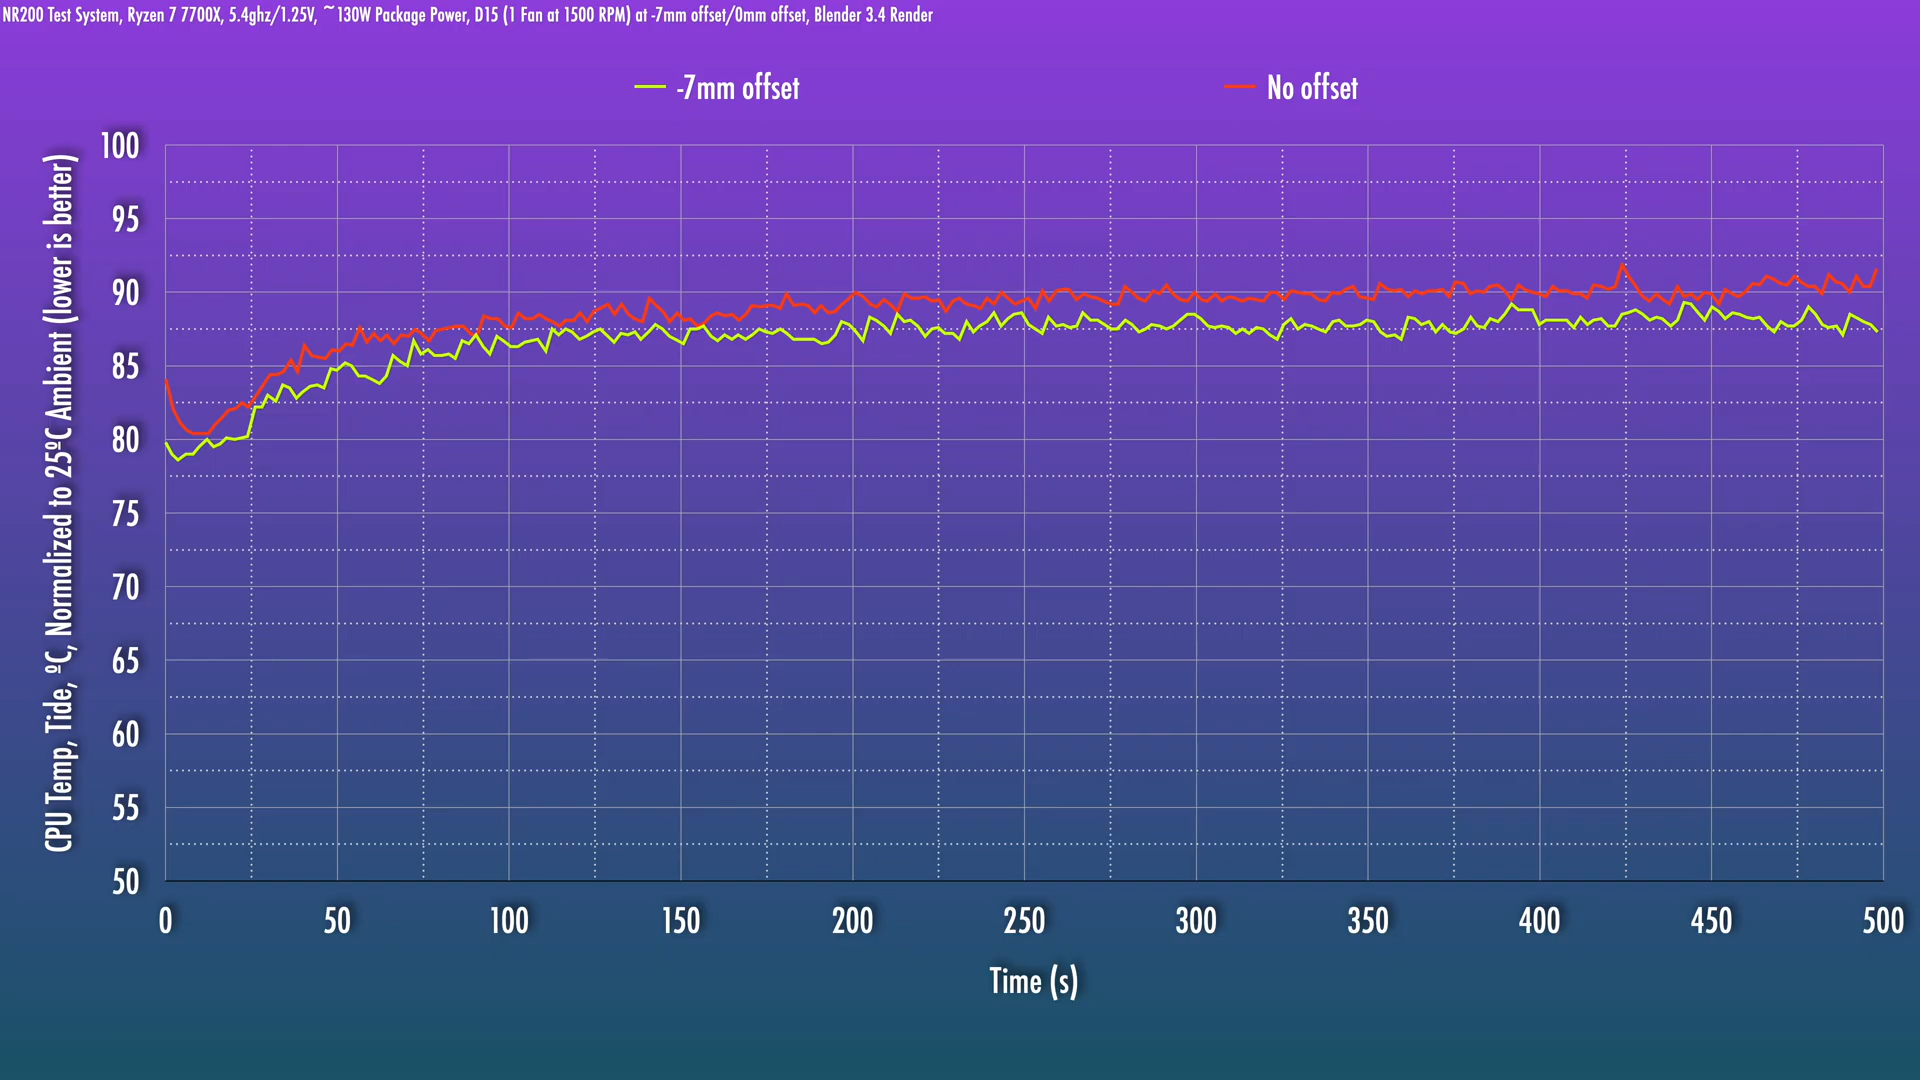 NR200 Test System, Ryzen 7 7700X, 5.4ghz/1.25V, ~130W Package Power, D15 (1 Fan at 1500 RPM) at -7mm offset/0mm offset, Blender 3.4 Render
-7mm offset
No offset
CPU Temp, Tide, ºC, Normalized to 25ºC Ambient (lower is better)
100
95
90
85
80
75
70
65
60
55
50
0 50 100 150 200 250 300 350 400 450 500
Time (s)